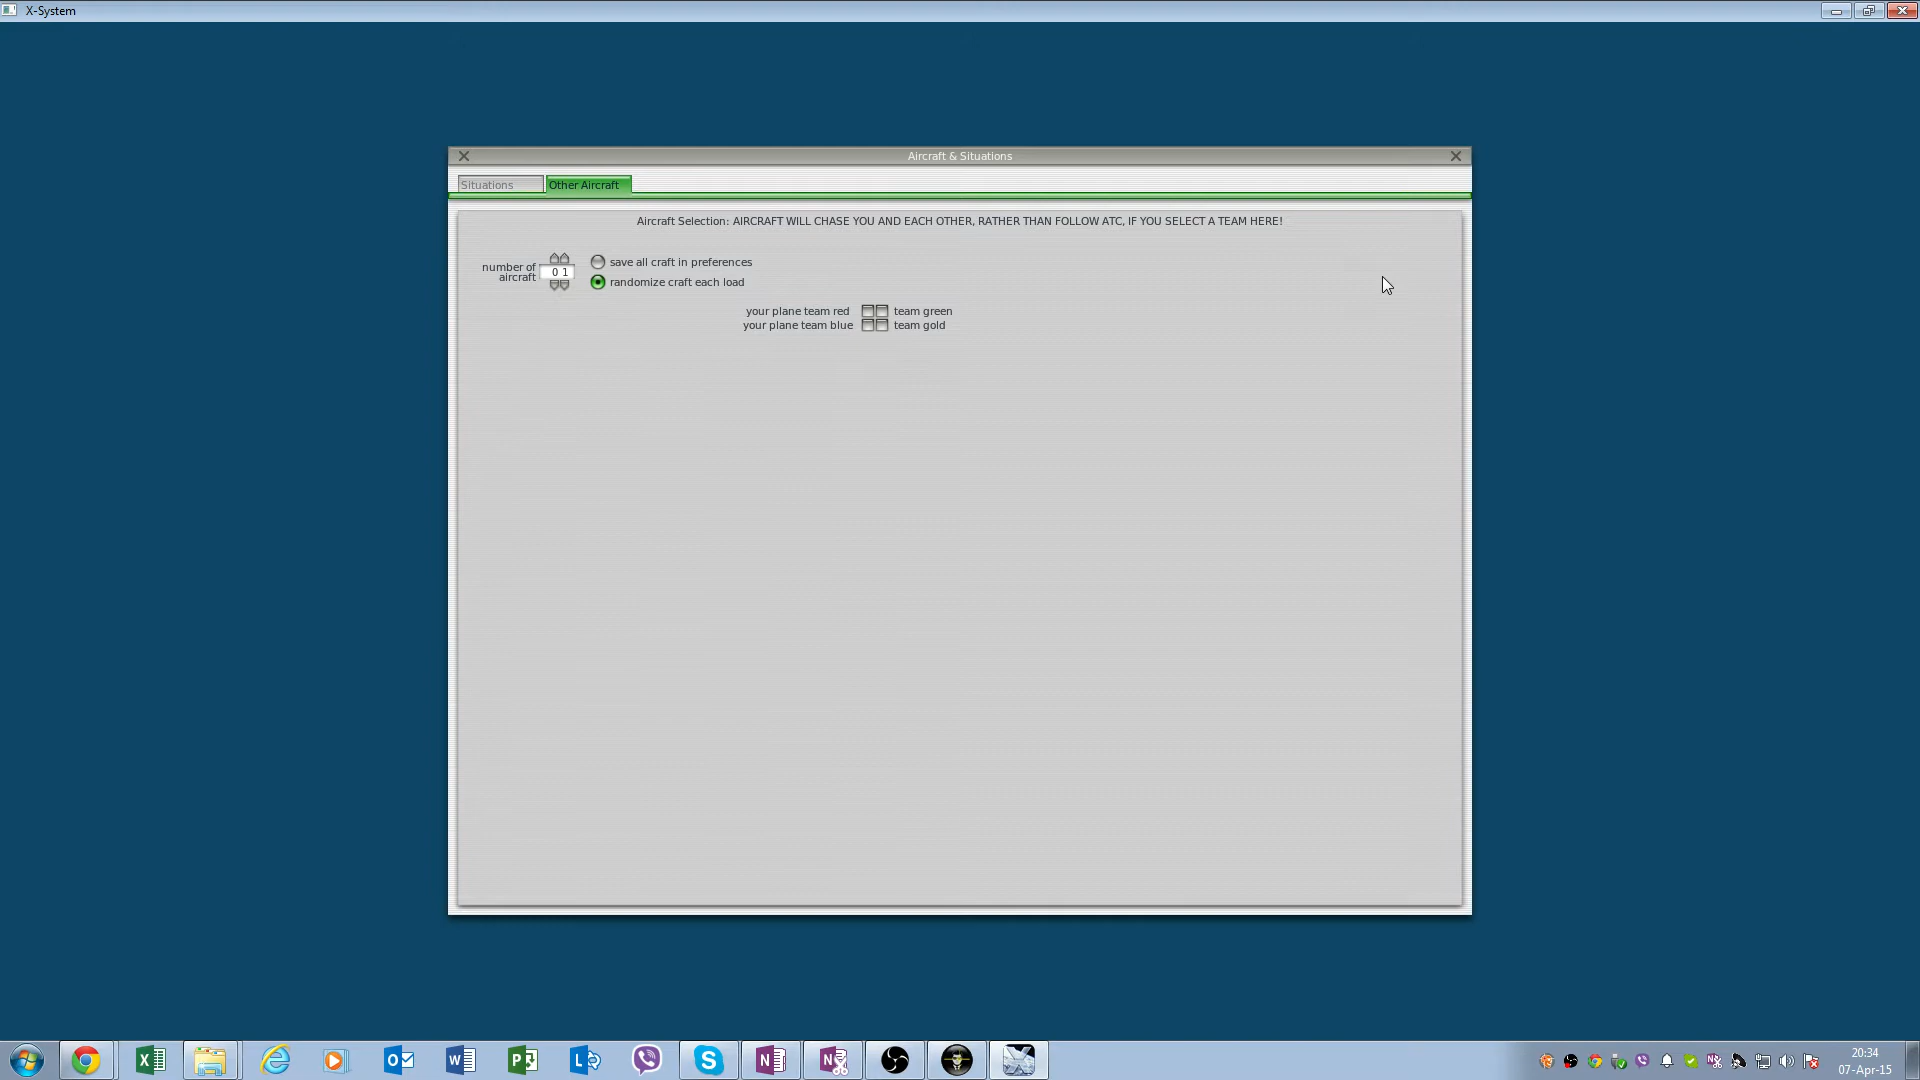 X-System
Aircraft & Situations
Situations
Other Aircraft
Aircraft Selection: AIRCRAFT WILL CHASE YOU AND EACH OTHER, RATHER THAN FOLLOW ATC, IF YOU SELECT A TEAM HERE!
number of aircraft
0 1
save all craft in preferences
randomize craft each load
your plane team red
team green
your plane team blue
team gold
20:34
07-Apr-15